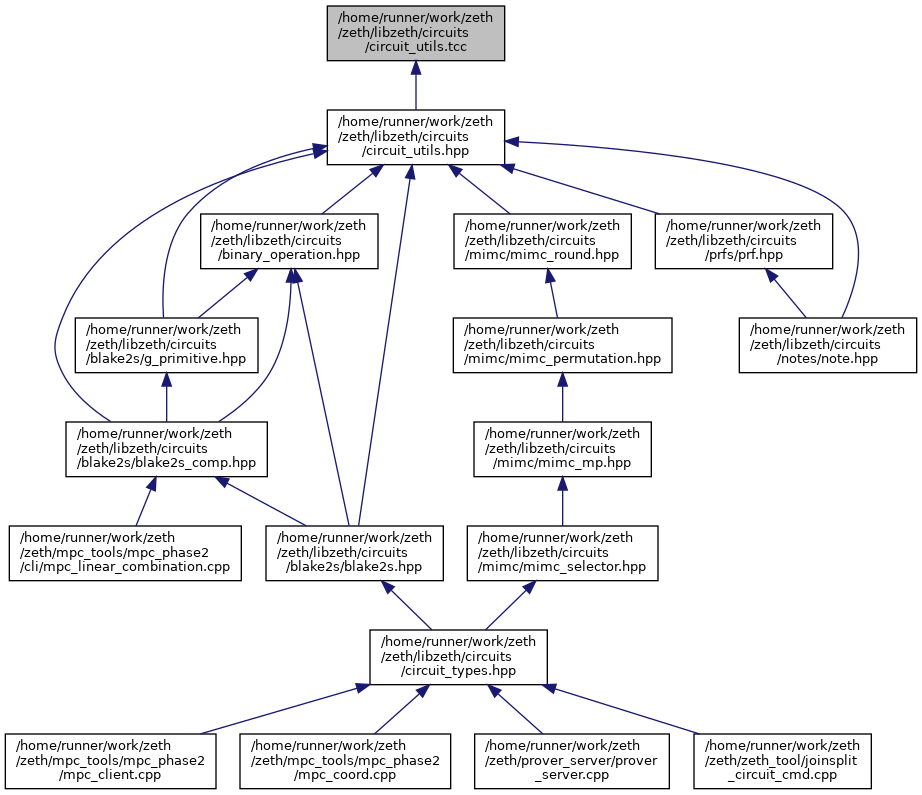 /home/runner/work/zeth
/zeth/libzeth/circuits
/circuit_utils.tcc
/home/runner/work/zeth
/zeth/libzeth/circuits
/circuit_utils.hpp
/home/runner/work/zeth
/zeth/libzeth/circuits
/binary_operation.hpp
/home/runner/work/zeth
/zeth/libzeth/circuits
/mimc/mimc_round.hpp
/home/runner/work/zeth
/zeth/libzeth/circuits
/prfs/prf.hpp
/home/runner/work/zeth
/zeth/libzeth/circuits
/blake2s/g_primitive.hpp
/home/runner/work/zeth
/zeth/libzeth/circuits
/mimc/mimc_permutation.hpp
/home/runner/work/zeth
/zeth/libzeth/circuits
/notes/note.hpp
/home/runner/work/zeth
/zeth/libzeth/circuits
/blake2s/blake2s_comp.hpp
/home/runner/work/zeth
/zeth/libzeth/circuits
/mimc/mimc_mp.hpp
/home/runner/work/zeth
/zeth/mpc_tools/mpc_phase2
/cli/mpc_linear_combination.cpp
/home/runner/work/zeth
/zeth/libzeth/circuits
/blake2s/blake2s.hpp
/home/runner/work/zeth
/zeth/libzeth/circuits
/mimc/mimc_selector.hpp
/home/runner/work/zeth
/zeth/libzeth/circuits
/circuit_types.hpp
/home/runner/work/zeth
/zeth/mpc_tools/mpc_phase2
/mpc_client.cpp
/home/runner/work/zeth
/zeth/mpc_tools/mpc_phase2
/mpc_coord.cpp
/home/runner/work/zeth
/zeth/prover_server/prover
_server.cpp
/home/runner/work/zeth
/zeth/zeth_tool/joinsplit
_circuit_cmd.cpp